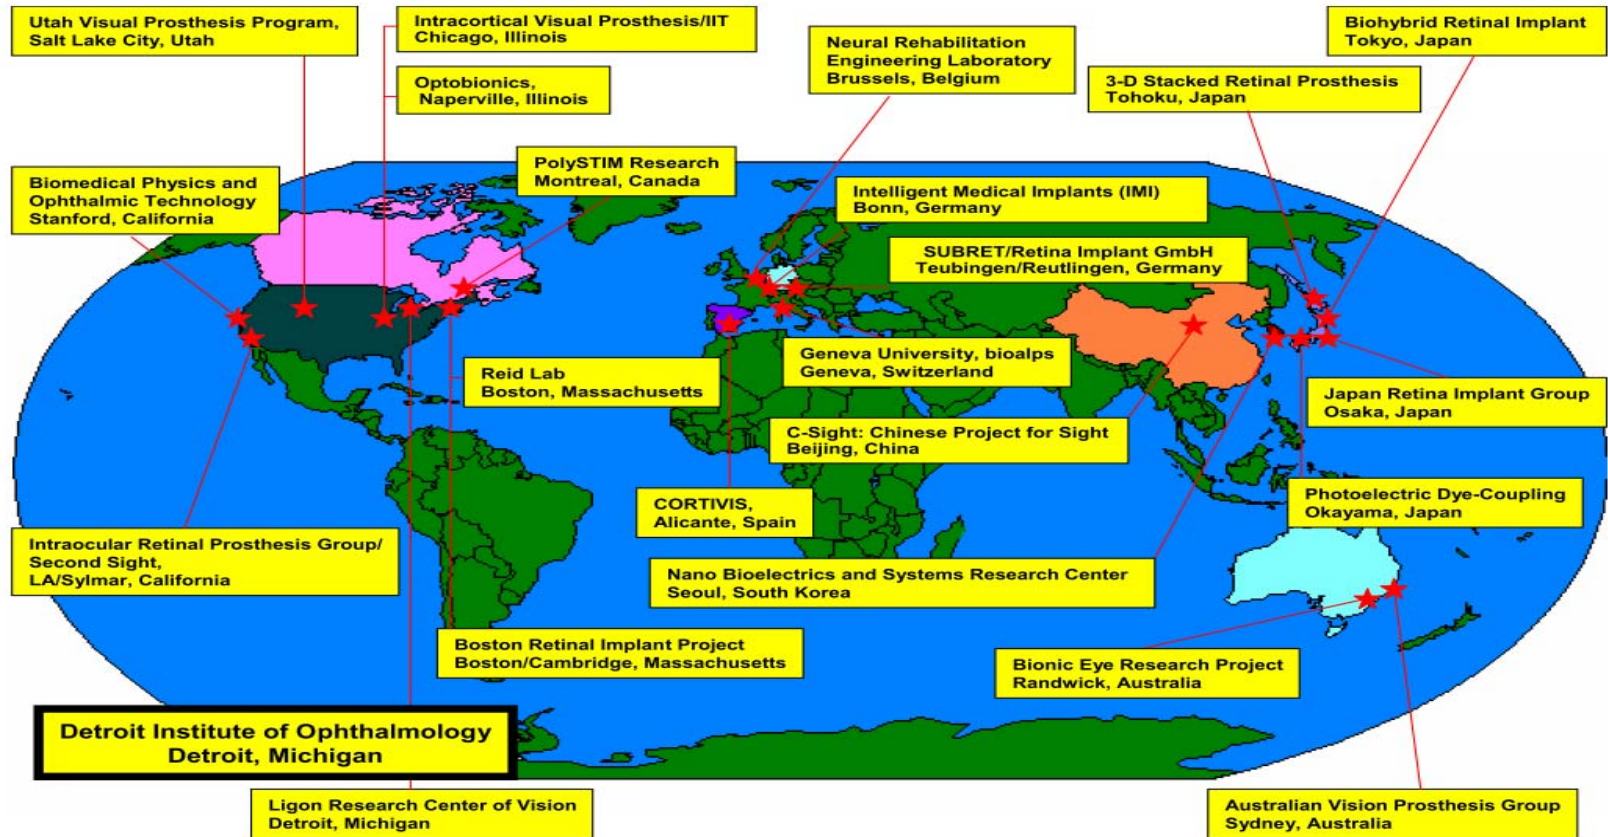 Utah Visual Prosthesis Program,
Salt Lake City, Utah
Intracortical Visual Prosthesis/IIT
Chicago, Illinois
Optobionics,
Naperville, Illinois
Neural Rehabilitation
Engineering Laboratory
Brussels, Belgium
Biohybrid Retinal Implant
Tokyo, Japan
3-D Stacked Retinal Prosthesis
Tohoku, Japan
Biomedical Physics and
Ophthalmic Technology
Stanford, California
PolySTIM Research
Montreal, Canada
Intelligent Medical Implants (IMI)
Bonn, Germany
SUBRET/Retina Implant GmbH
Teubingen/Reutlingen, Germany
Geneva University, bioalps
Geneva, Switzerland
Reid Lab
Boston, Massachusetts
Japan Retina Implant Group
Osaka, Japan
C-Sight: Chinese Project for Sight
Beijing, China
CORTIVIS,
Alicante, Spain
Photoelectric Dye-Coupling
Okayama, Japan
Intraocular Retinal Prosthesis Group/
Second Sight,
LA/Sylmar, California
Nano Bioelectrics and Systems Research Center
Seoul, South Korea
Boston Retinal Implant Project
Boston/Cambridge, Massachusetts
Bionic Eye Research Project
Randwick, Australia
Detroit Institute of Ophthalmology
Detroit, Michigan
Ligon Research Center of Vision
Detroit, Michigan
Australian Vision Prosthesis Group
Sydney, Australia